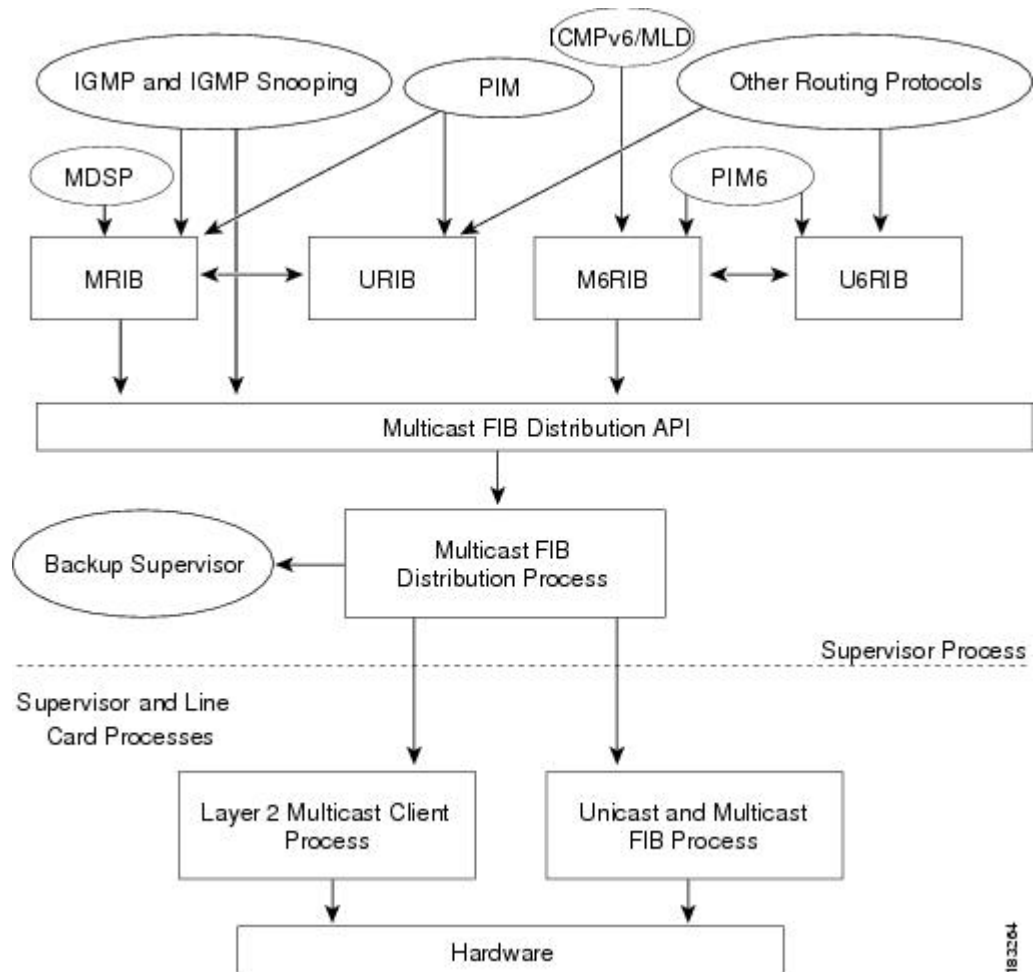 ICMPv6/MLD
IGMP and IGMP Snooping
PIM
Other Routing Protocols
MDSP
PIM6
MRIB
URIB
M6RIB
U6RIB
Multicast FIB Distribution API
Multicast FIB
Distribution Process
Backup Supervisor
Supervisor Process
Supervisor and Line
Card Processes
Layer 2 Multicast Client
Process
Unicast and Multicast
FIB Process
Hardware
183264